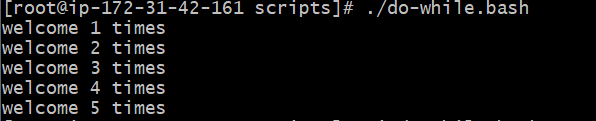 [root@ip-172-31-42-161 scripts]# ./do-while.bash
welcome 1 times
welcome 2 times
welcome 3 times
welcome 4 times
welcome 5 times